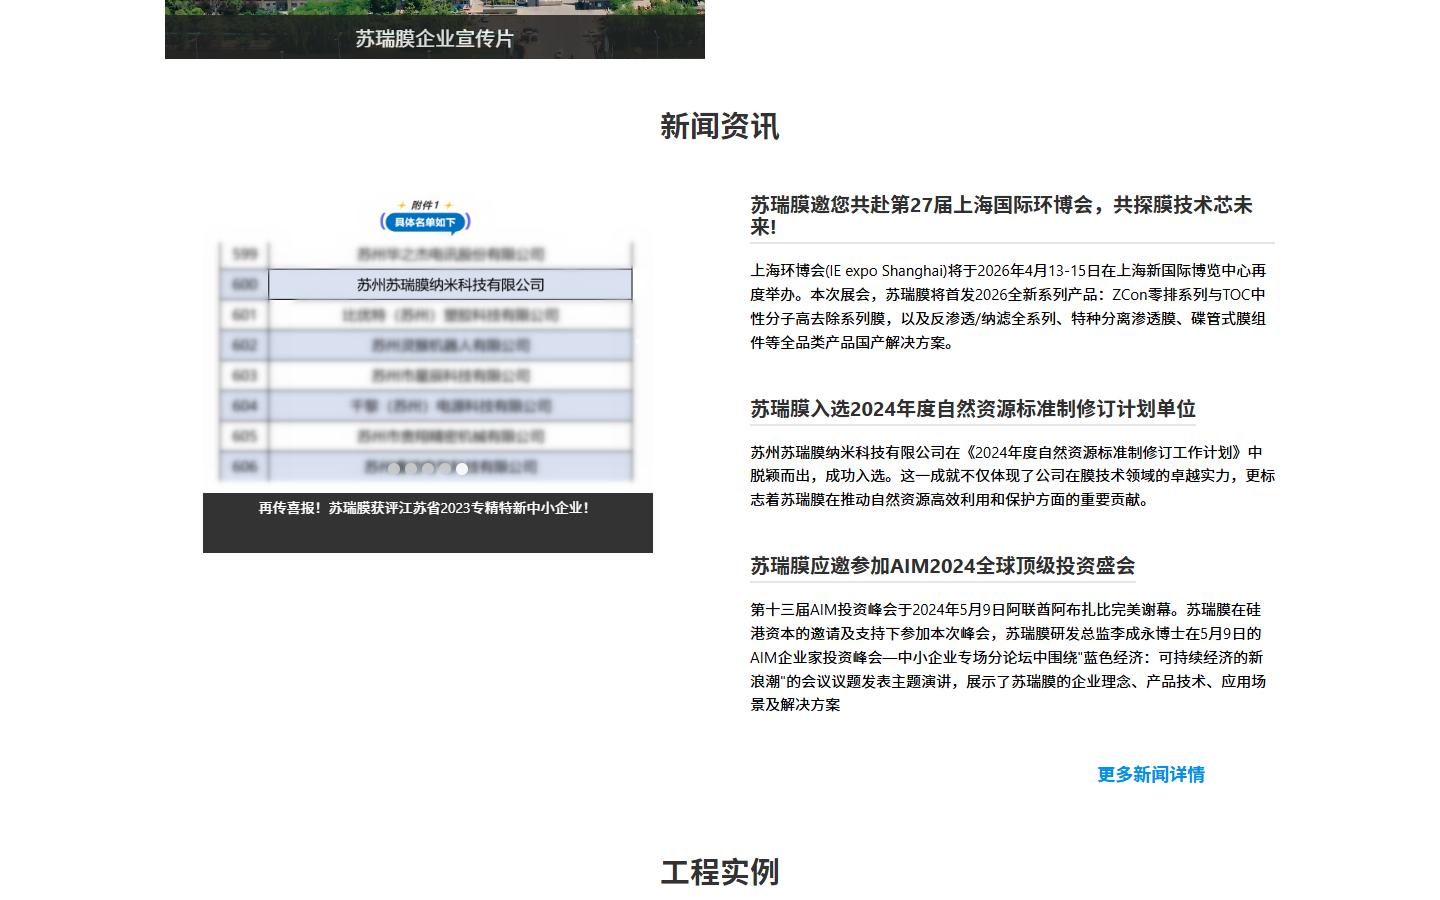 苏瑞膜企业宣传片
新闻资讯
附件1
具体名单如下
599
600 苏州苏瑞膜纳米科技有限公司
601
602
603
604
605
606
再传喜报！苏瑞膜获评江苏省2023专精特新中小企业！
苏瑞膜邀您共赴第27届上海国际环博会，共探膜技术芯未
来!
上海环博会(IE expo Shanghai)将于2026年4月13-15日在上海新国际博览中心再
度举办。本次展会，苏瑞膜将首发2026全新系列产品：ZCon零排系列与TOC中
性分子高去除系列膜，以及反渗透/纳滤全系列、特种分离渗透膜、碟管式膜组
件等全品类产品国产解决方案。
苏瑞膜入选2024年度自然资源标准制修订计划单位
苏州苏瑞膜纳米科技有限公司在《2024年度自然资源标准制修订工作计划》中
脱颖而出，成功入选。这一成就不仅体现了公司在膜技术领域的卓越实力，更标
志着苏瑞膜在推动自然资源高效利用和保护方面的重要贡献。
苏瑞膜应邀参加AIM2024全球顶级投资盛会
第十三届AIM投资峰会于2024年5月9日阿联酋阿布扎比完美谢幕。苏瑞膜在硅
港资本的邀请及支持下参加本次峰会，苏瑞膜研发总监李成永博士在5月9日的
AIM企业家投资峰会—中小企业专场分论坛中围绕"蓝色经济：可持续经济的新
浪潮"的会议议题发表主题演讲，展示了苏瑞膜的企业理念、产品技术、应用场
景及解决方案
更多新闻详情
工程实例